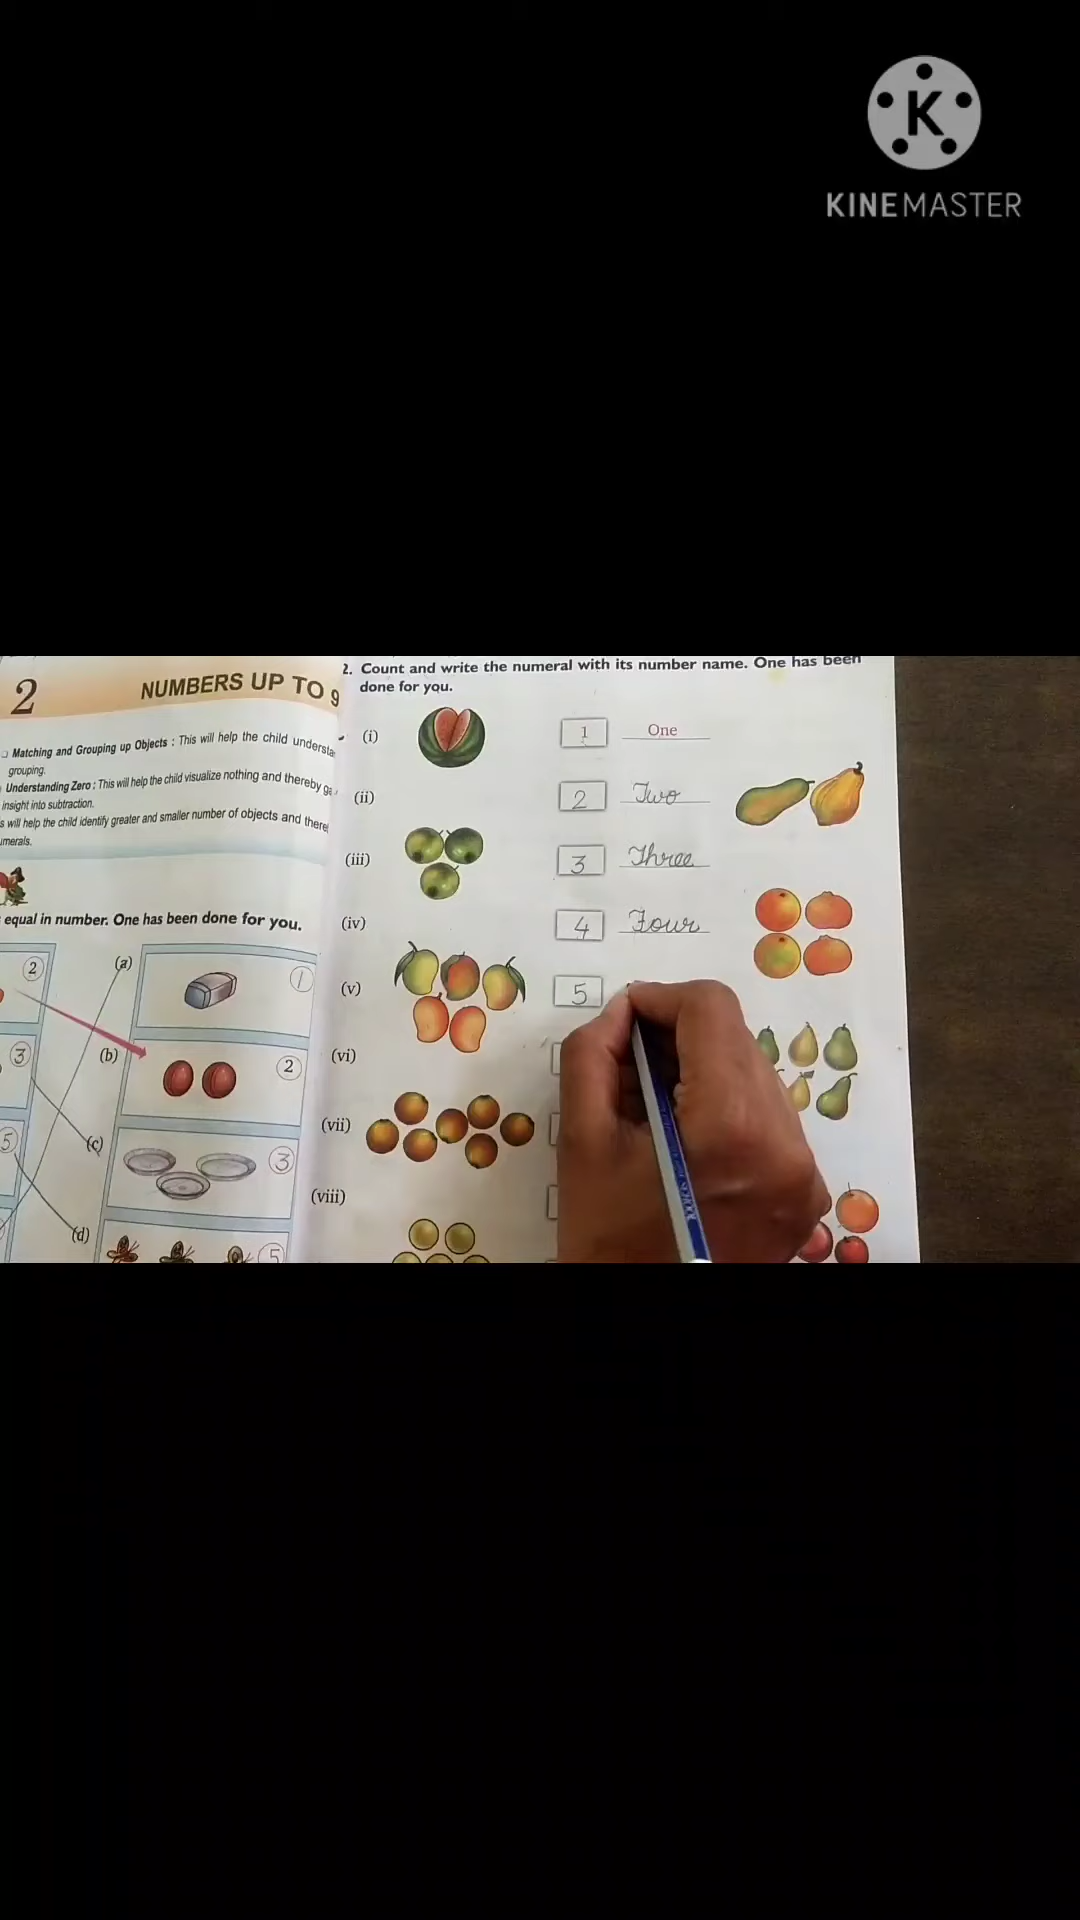 KINEMASTER
2
NUMBERS UP TO 9
Matching and Grouping up Objects : This will help the child
grouping.
Understanding Zero : This will help the child visualize nothing and thereby
insight into subtraction.
will help the child identify greater and smaller number of objects and
equal in number. One has been done for you.
2
(a)
1
3
(b)
2
5
(c)
3
(d)
5
2. Count and write the numeral with its number name. One has been
done for you.
(i) 1 One
(ii) 2 Two
(iii) 3 Three
(iv) 4 Four
(v) 5
(vi)
(vii)
(viii)